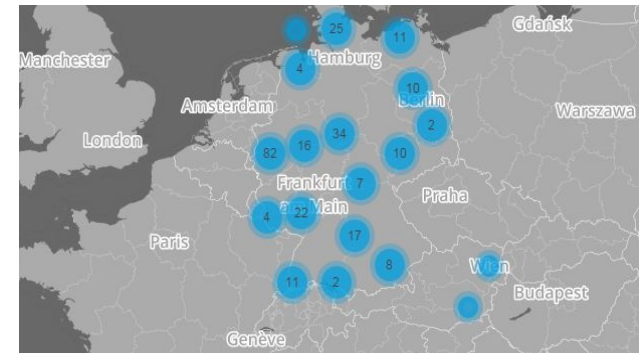 Gdańsk
25
11
Manchester
Hamburg
4
10
Berlin
Amsterdam
Warszawa
2
London
34
16
82
10
Frankfurt
am Main
7
Praha
4
22
17
Paris
8
Wien
11
2
Budapest
Genève